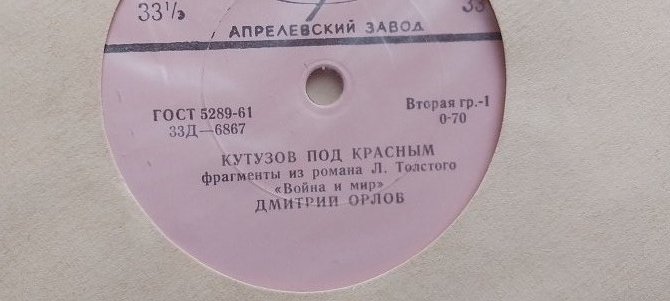 33⅓ 33
АПРЕЛЕВСКИЙ ЗАВОД
ГОСТ 5289-61 Вторая гр.-1
33Д—6867 0-70
КУТУЗОВ ПОД КРАСНЫМ
фрагменты из романа Л. Толстого
«Война и мир»
ДМИТРИЙ ОРЛОВ